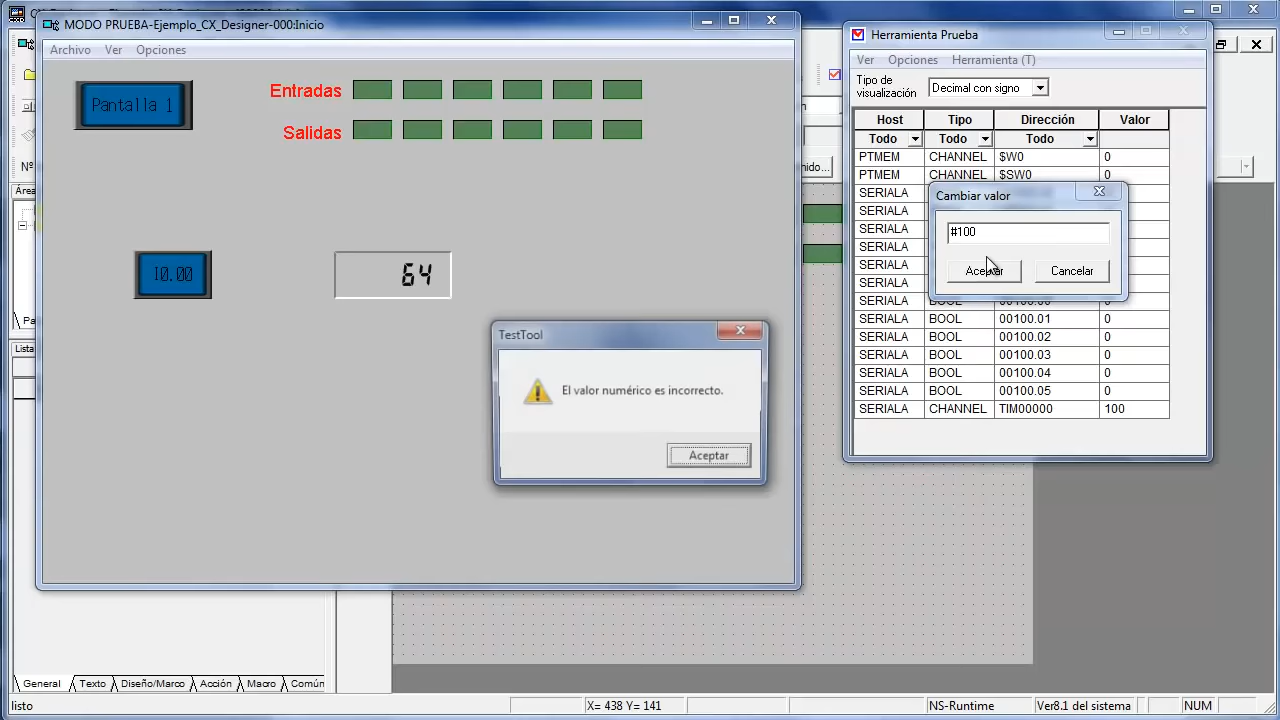 MODO PRUEBA-Ejemplo_CX_Designer-000:Inicio
Archivo Ver Opciones
Pantalla 1
Entradas
Salidas
I0.00
64
TestTool
El valor numérico es incorrecto.
Aceptar
Herramienta Prueba
Ver Opciones Herramienta (T)
Tipo de
visualización
Decimal con signo
Host Tipo Dirección Valor
Todo Todo Todo
PTMEM CHANNEL $W0 0
PTMEM CHANNEL $SW0 0
SERIALA
SERIALA
SERIALA
SERIALA
SERIALA
SERIALA
SERIALA
SERIALA BOOL 00100.01 0
SERIALA BOOL 00100.02 0
SERIALA BOOL 00100.03 0
SERIALA BOOL 00100.04 0
SERIALA BOOL 00100.05 0
SERIALA CHANNEL TIM00000 100
Cambiar valor
#100
Aceptar Cancelar
nido...
Nº
Área
Pa
Lista
General Texto Diseño/Marco Acción Macro Común
listo
X= 438 Y= 141
NS-Runtime
Ver8.1 del sistema
NUM